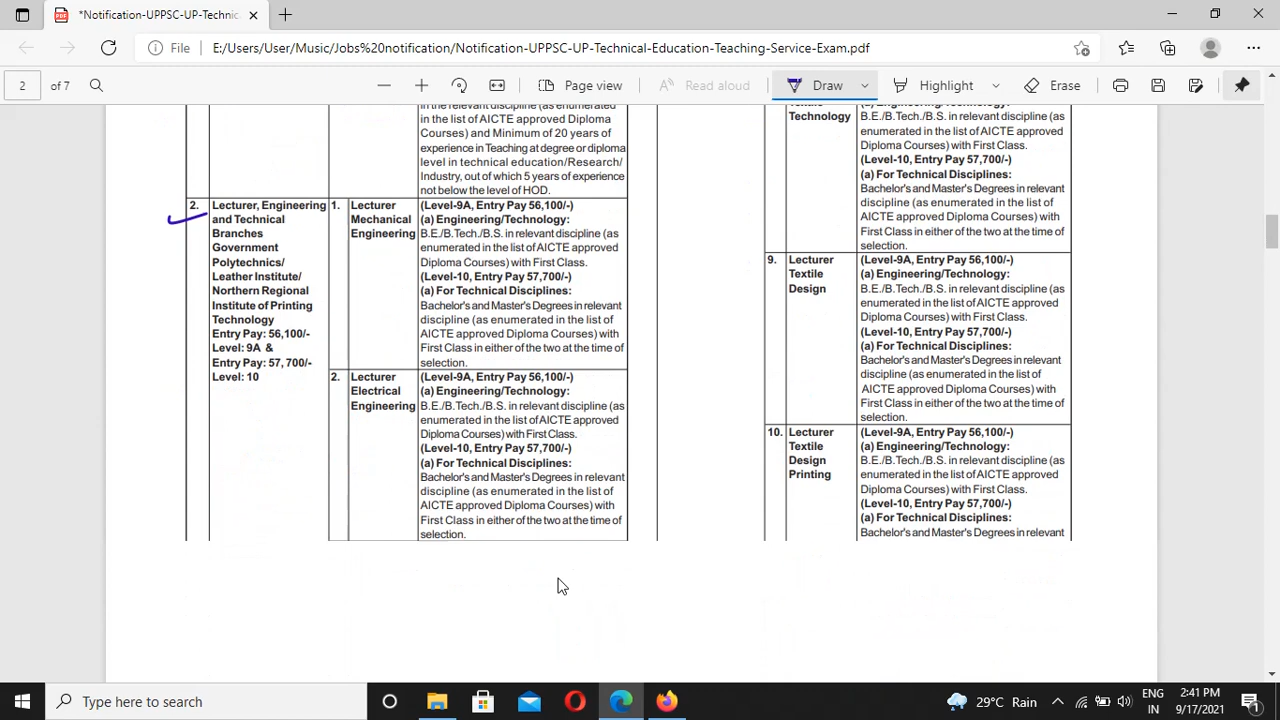 *Notification-UPPSC-UP-Technic
File
E:/Users/User/Music/Jobs%20notification/Notification-UPPSC-UP-Technical-Education-Teaching-Service-Exam.pdf
2 of 7
Page view
Read aloud
Draw
Highlight
Erase
in the relevant discipline (as enumerated
in the list of AICTE approved Diploma
Courses) and Minimum of 20 years of
experience in Teaching at degree or diploma
level in technical education/Research/
Industry, out of which 5 years of experience
not below the level of HOD.
2. Lecturer, Engineering
and Technical
Branches
Government
Polytechnics/
Leather Institute/
Northern Regional
Institute of Printing
Technology
Entry Pay: 56,100/-
Level: 9A &
Entry Pay: 57, 700/-
Level: 10
1. Lecturer
Mechanical
Engineering
(Level-9A, Entry Pay 56,100/-)
(a) Engineering/Technology:
B.E./B.Tech./B.S. in relevant discipline (as
enumerated in the list of AICTE approved
Diploma Courses) with First Class.
(Level-10, Entry Pay 57,700/-)
(a) For Technical Disciplines:
Bachelor's and Master's Degrees in relevant
discipline (as enumerated in the list of
AICTE approved Diploma Courses) with
First Class in either of the two at the time of
selection.
2. Lecturer
Electrical
Engineering
(Level-9A, Entry Pay 56,100/-)
(a) Engineering/Technology:
B.E./B.Tech./B.S. in relevant discipline (as
enumerated in the list of AICTE approved
Diploma Courses) with First Class.
(Level-10, Entry Pay 57,700/-)
(a) For Technical Disciplines:
Bachelor's and Master's Degrees in relevant
discipline (as enumerated in the list of
AICTE approved Diploma Courses) with
First Class in either of the two at the time of
selection.
Technology
B.E./B.Tech./B.S. in relevant discipline (as
enumerated in the list of AICTE approved
Diploma Courses) with First Class.
(Level-10, Entry Pay 57,700/-)
(a) For Technical Disciplines:
Bachelor's and Master's Degrees in relevant
discipline (as enumerated in the list of
AICTE approved Diploma Courses) with
First Class in either of the two at the time of
selection.
9. Lecturer
Textile
Design
(Level-9A, Entry Pay 56,100/-)
(a) Engineering/Technology:
B.E./B.Tech./B.S. in relevant discipline (as
enumerated in the list of AICTE approved
Diploma Courses) with First Class.
(Level-10, Entry Pay 57,700/-)
(a) For Technical Disciplines:
Bachelor's and Master's Degrees in relevant
discipline (as enumerated in the list of
AICTE approved Diploma Courses) with
First Class in either of the two at the time of
selection.
10. Lecturer
Textile
Design
Printing
(Level-9A, Entry Pay 56,100/-)
(a) Engineering/Technology:
B.E./B.Tech./B.S. in relevant discipline (as
enumerated in the list of AICTE approved
Diploma Courses) with First Class.
(Level-10, Entry Pay 57,700/-)
(a) For Technical Disciplines:
Bachelor's and Master's Degrees in relevant
Type here to search
29°C Rain
ENG
IN
2:41 PM
9/17/2021